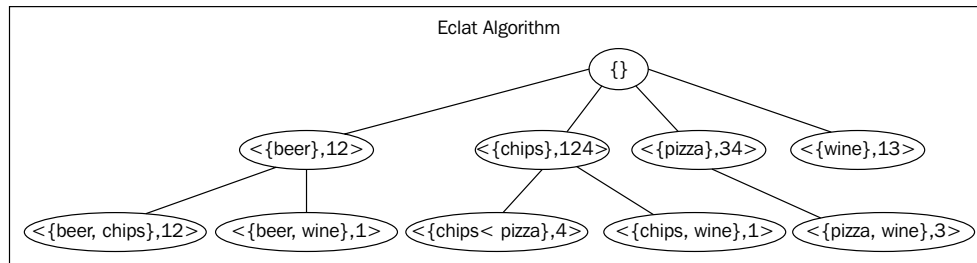 Eclat Algorithm
{}
<{beer},12>
<{chips},124>
<{pizza},34>
<{wine},13>
<{beer, chips},12>
<{beer, wine},1>
<{chips< pizza},4>
<{chips, wine},1>
<{pizza, wine},3>